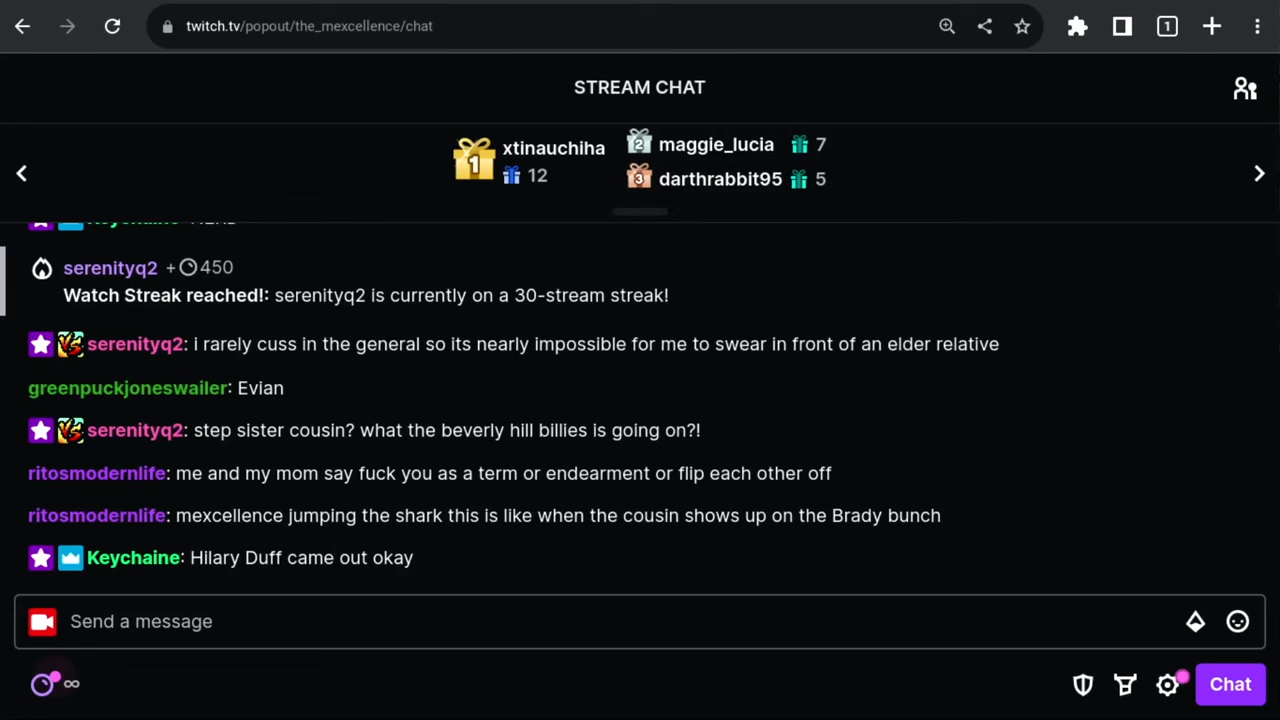 twitch.tv/popout/the_mexcellence/chat
1
STREAM CHAT
1 xtinauchiha
12
2 maggie_lucia 7
3 darthrabbit95 5
serenityq2 + 450
Watch Streak reached!: serenityq2 is currently on a 30-stream streak!
serenityq2: i rarely cuss in the general so its nearly impossible for me to swear in front of an elder relative
greenpuckjoneswailer: Evian
serenityq2: step sister cousin? what the beverly hill billies is going on?!
ritosmodernlife: me and my mom say fuck you as a term or endearment or flip each other off
ritosmodernlife: mexcellence jumping the shark this is like when the cousin shows up on the Brady bunch
Keychaine: Hilary Duff came out okay
Send a message
∞
Chat